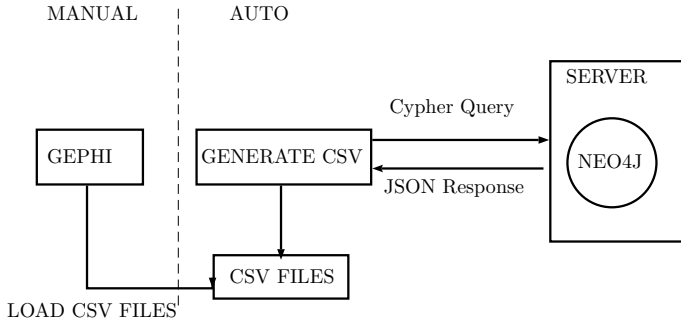 MANUAL
AUTO
SERVER
Cypher Query
GEPHI
GENERATE CSV
NEO4J
JSON Response
CSV FILES
LOAD CSV FILES